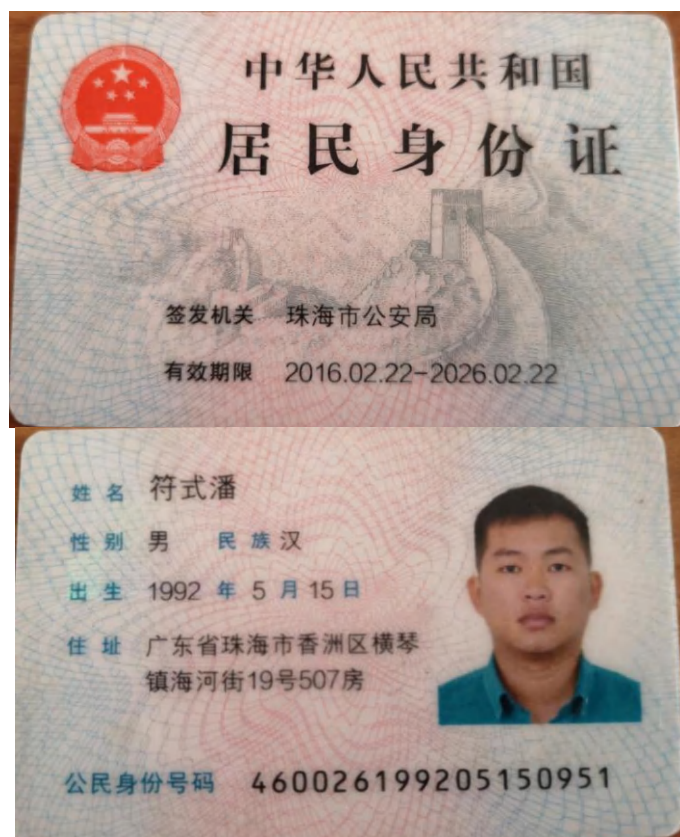 中华人民共和国
居民身份证
签发机关 珠海市公安局
有效期限 2016.02.22-2026.02.22
姓名 符式潘
性别 男 民族 汉
出生 1992 年 5 月 15 日
住址 广东省珠海市香洲区横琴
镇海河街19号507房
公民身份号码 460026199205150951